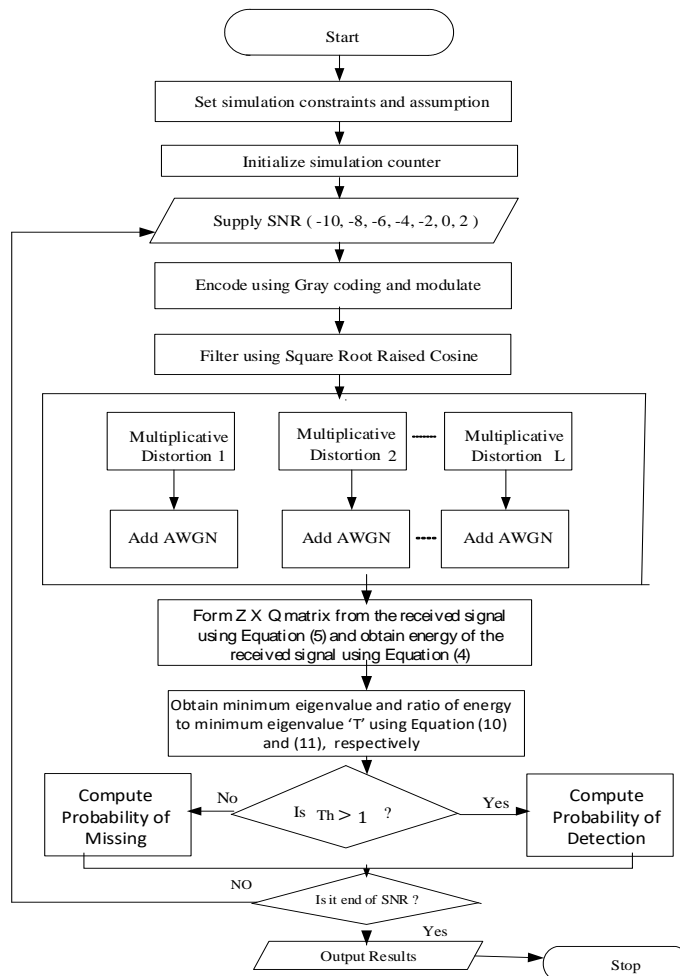 Start
Set simulation constraints and assumption
Initialize simulation counter
Supply SNR ( -10, -8, -6, -4, -2, 0, 2 )
Encode using Gray coding and modulate
Filter using Square Root Raised Cosine
Multiplicative
Distortion 1
Multiplicative
Distortion 2
Multiplicative
Distortion L
Add AWGN
Add AWGN
Add AWGN
Form Z X Q matrix from the received signal
using Equation (5) and obtain energy of the
received signal using Equation (4)
Obtain minimum eigenvalue and ratio of energy
to minimum eigenvalue ‘T’ using Equation (10)
and (11), respectively
Compute
Probability of
Missing
No
Is Th > 1 ?
Yes
Compute
Probability of
Detection
NO
Is it end of SNR ?
Yes
Output Results
Stop